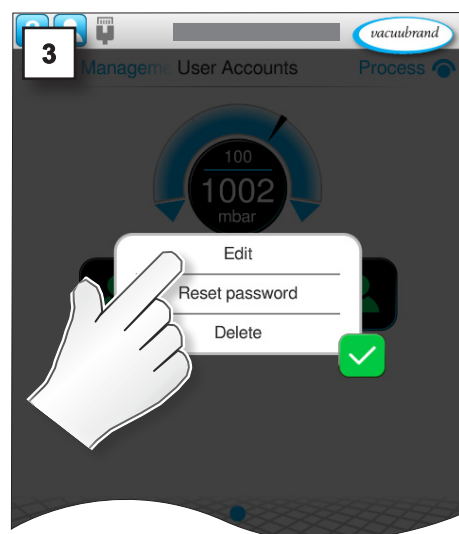 3
vacuubrand
Manageme User Accounts Process
100
1002
mbar
Edit
Reset password
Delete